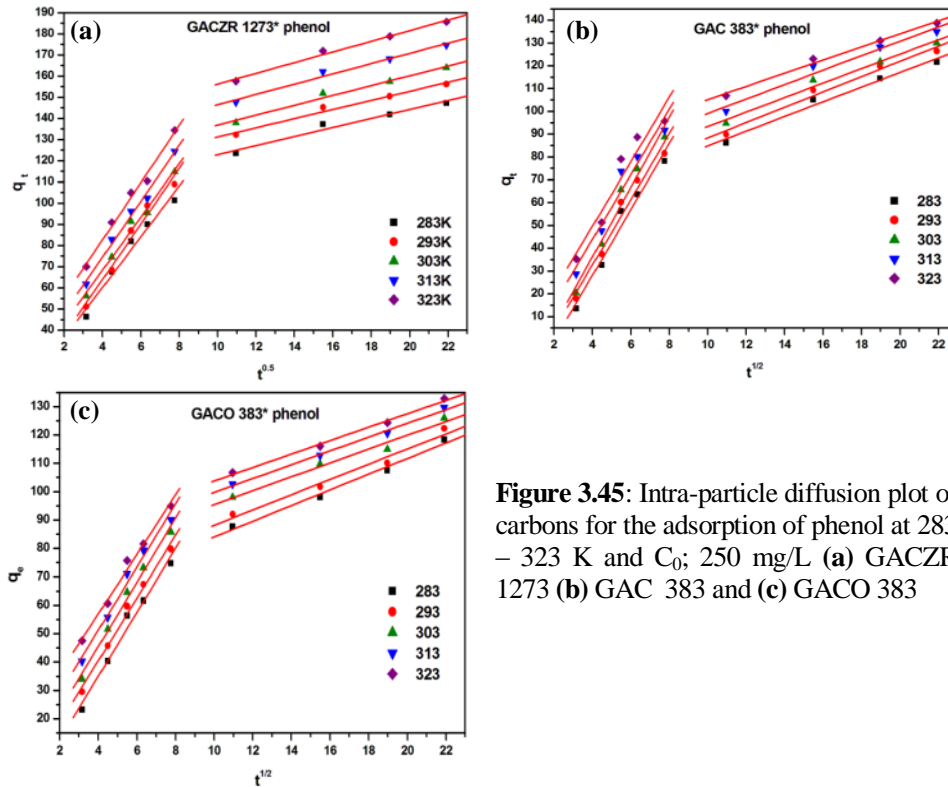 (a)
GACZR 1273* phenol
190
180
170
160
150
140
130
120
110
100
90
80
70
60
50
40
q t
283K
293K
303K
313K
323K
2 4 6 8 10 12 14 16 18 20 22
t0.5
(b)
GAC 383* phenol
140
130
120
110
100
90
80
70
60
50
40
30
20
10
qt
283
293
303
313
323
2 4 6 8 10 12 14 16 18 20 22
t1/2
(c)
GACO 383* phenol
130
120
110
100
90
80
70
60
50
40
30
20
qe
283
293
303
313
323
2 4 6 8 10 12 14 16 18 20 22
t1/2
Figure 3.45: Intra-particle diffusion plot o
carbons for the adsorption of phenol at 283
– 323 K and C0; 250 mg/L (a) GACZR
1273 (b) GAC 383 and (c) GACO 383